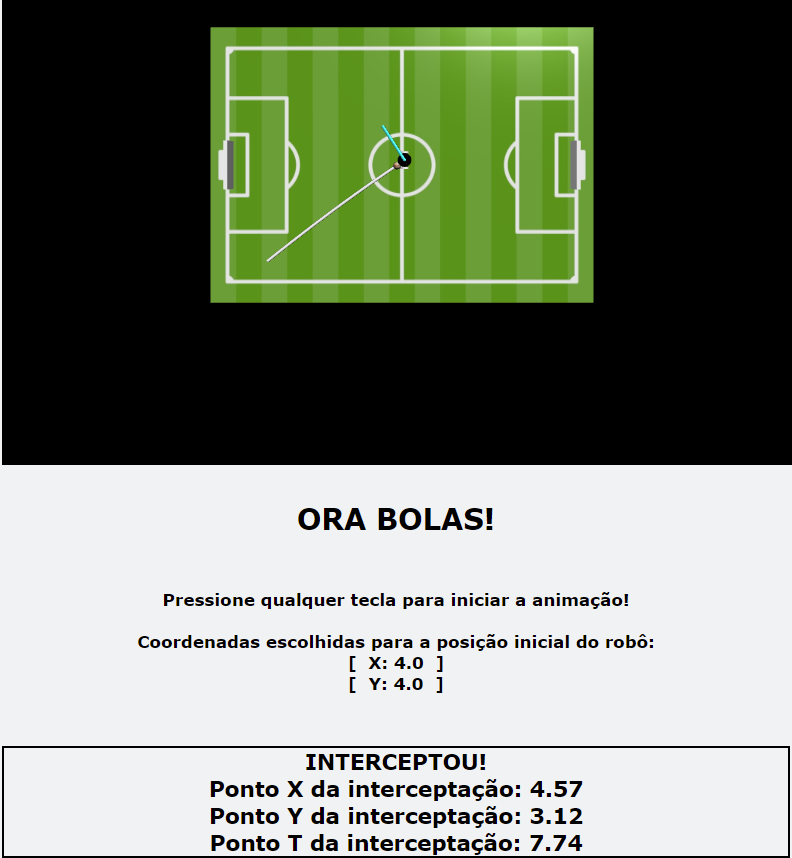 ORA BOLAS!
Pressione qualquer tecla para iniciar a animação!
Coordenadas escolhidas para a posição inicial do robô:
[  X: 4.0  ]
[  Y: 4.0  ]
INTERCEPTOU!
Ponto X da interceptação: 4.57
Ponto Y da interceptação: 3.12
Ponto T da interceptação: 7.74